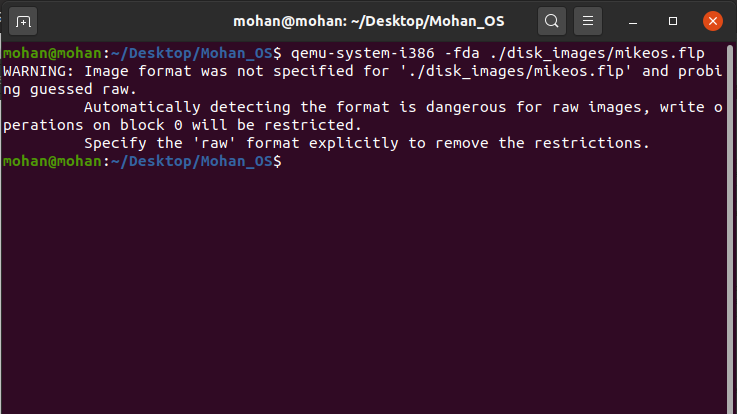 mohan@mohan: ~/Desktop/Mohan_OS
mohan@mohan:~/Desktop/Mohan_OS$ qemu-system-i386 -fda ./disk_images/mikeos.flp
WARNING: Image format was not specified for './disk_images/mikeos.flp' and probi
ng guessed raw.
         Automatically detecting the format is dangerous for raw images, write o
perations on block 0 will be restricted.
         Specify the 'raw' format explicitly to remove the restrictions.
mohan@mohan:~/Desktop/Mohan_OS$